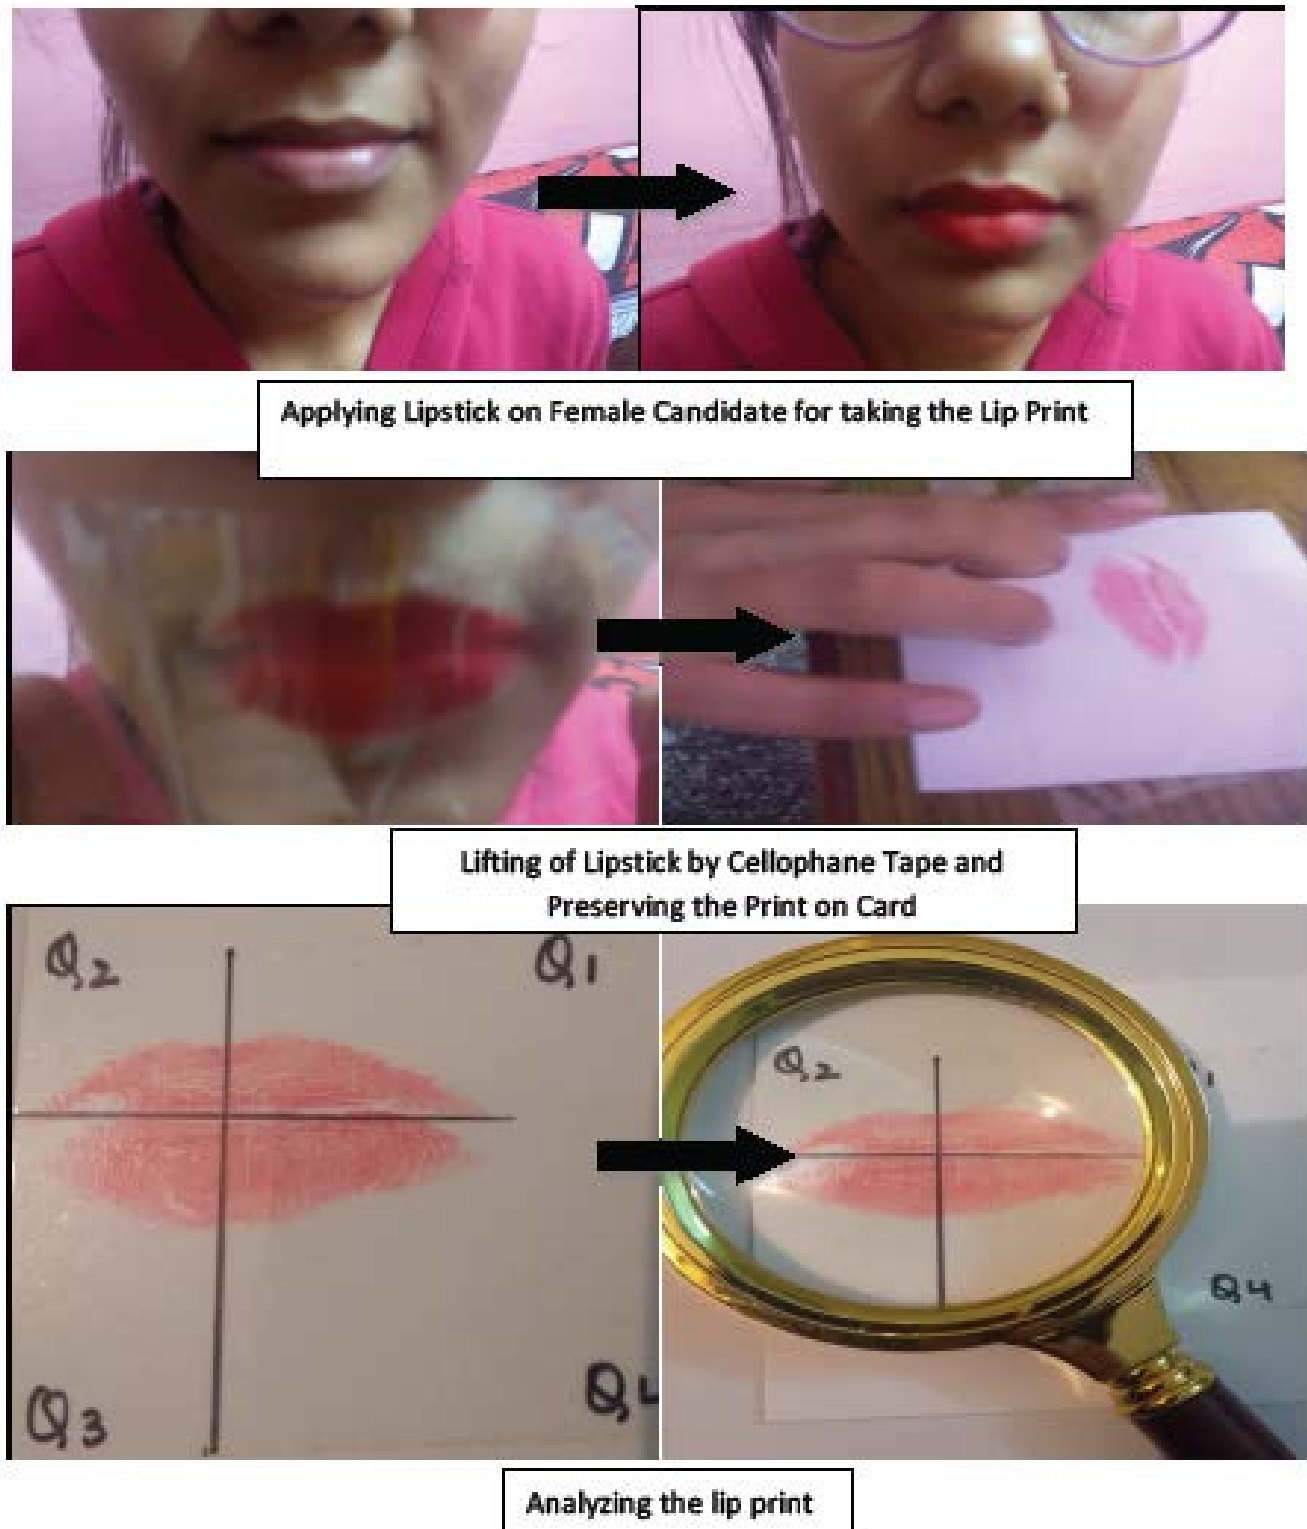 Applying Lipstick on Female Candidate for taking the Lip Print
Lifting of Lipstick by Cellophane Tape and
Preserving the Print on Card
Q2
Q1
Q3
Q2
Q4
Analyzing the lip print